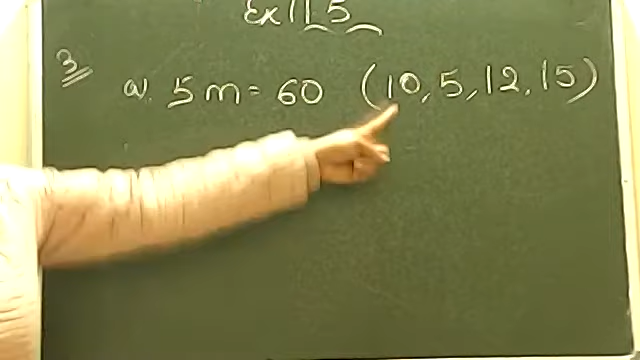 Ex 11.5
3
a. 5m = 60 (10, 5, 12, 15)